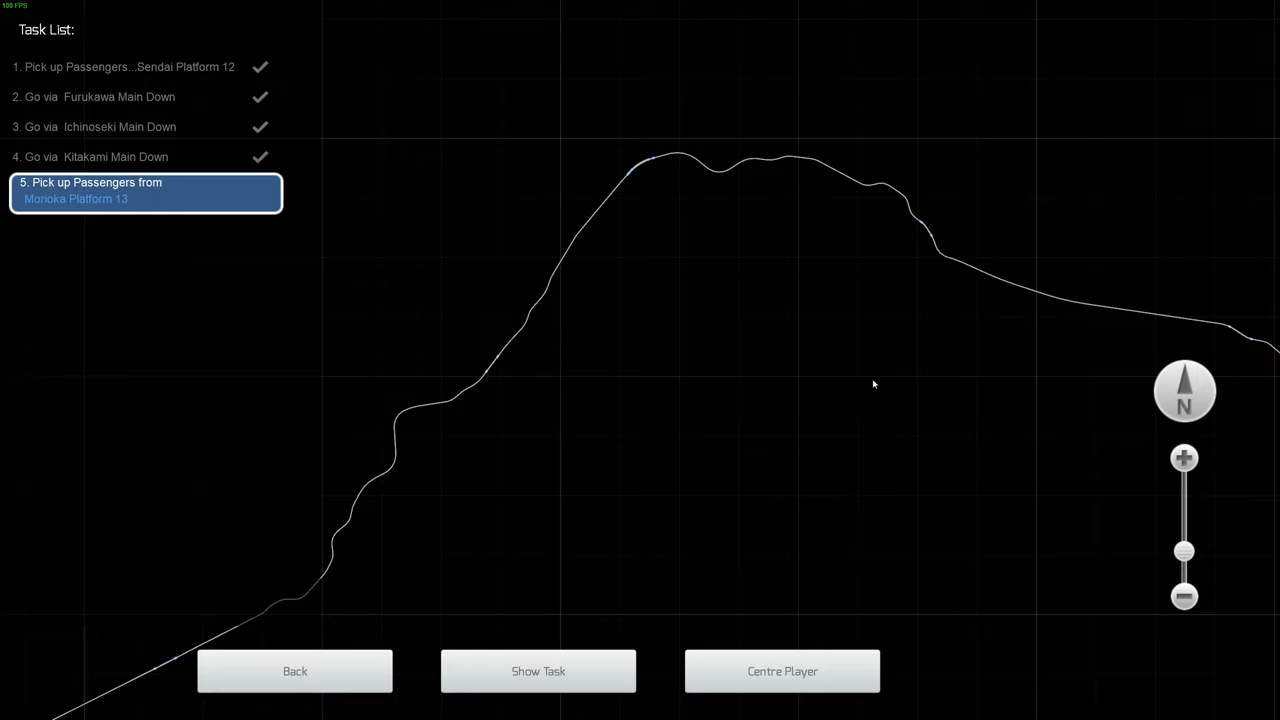 100 FPS
Task List:
1. Pick up Passengers...Sendai Platform 12
2. Go via  Furukawa Main Down
3. Go via  Ichinoseki Main Down
4. Go via  Kitakami Main Down
5. Pick up Passengers from
Morioka Platform 13
N
Back
Show Task
Centre Player